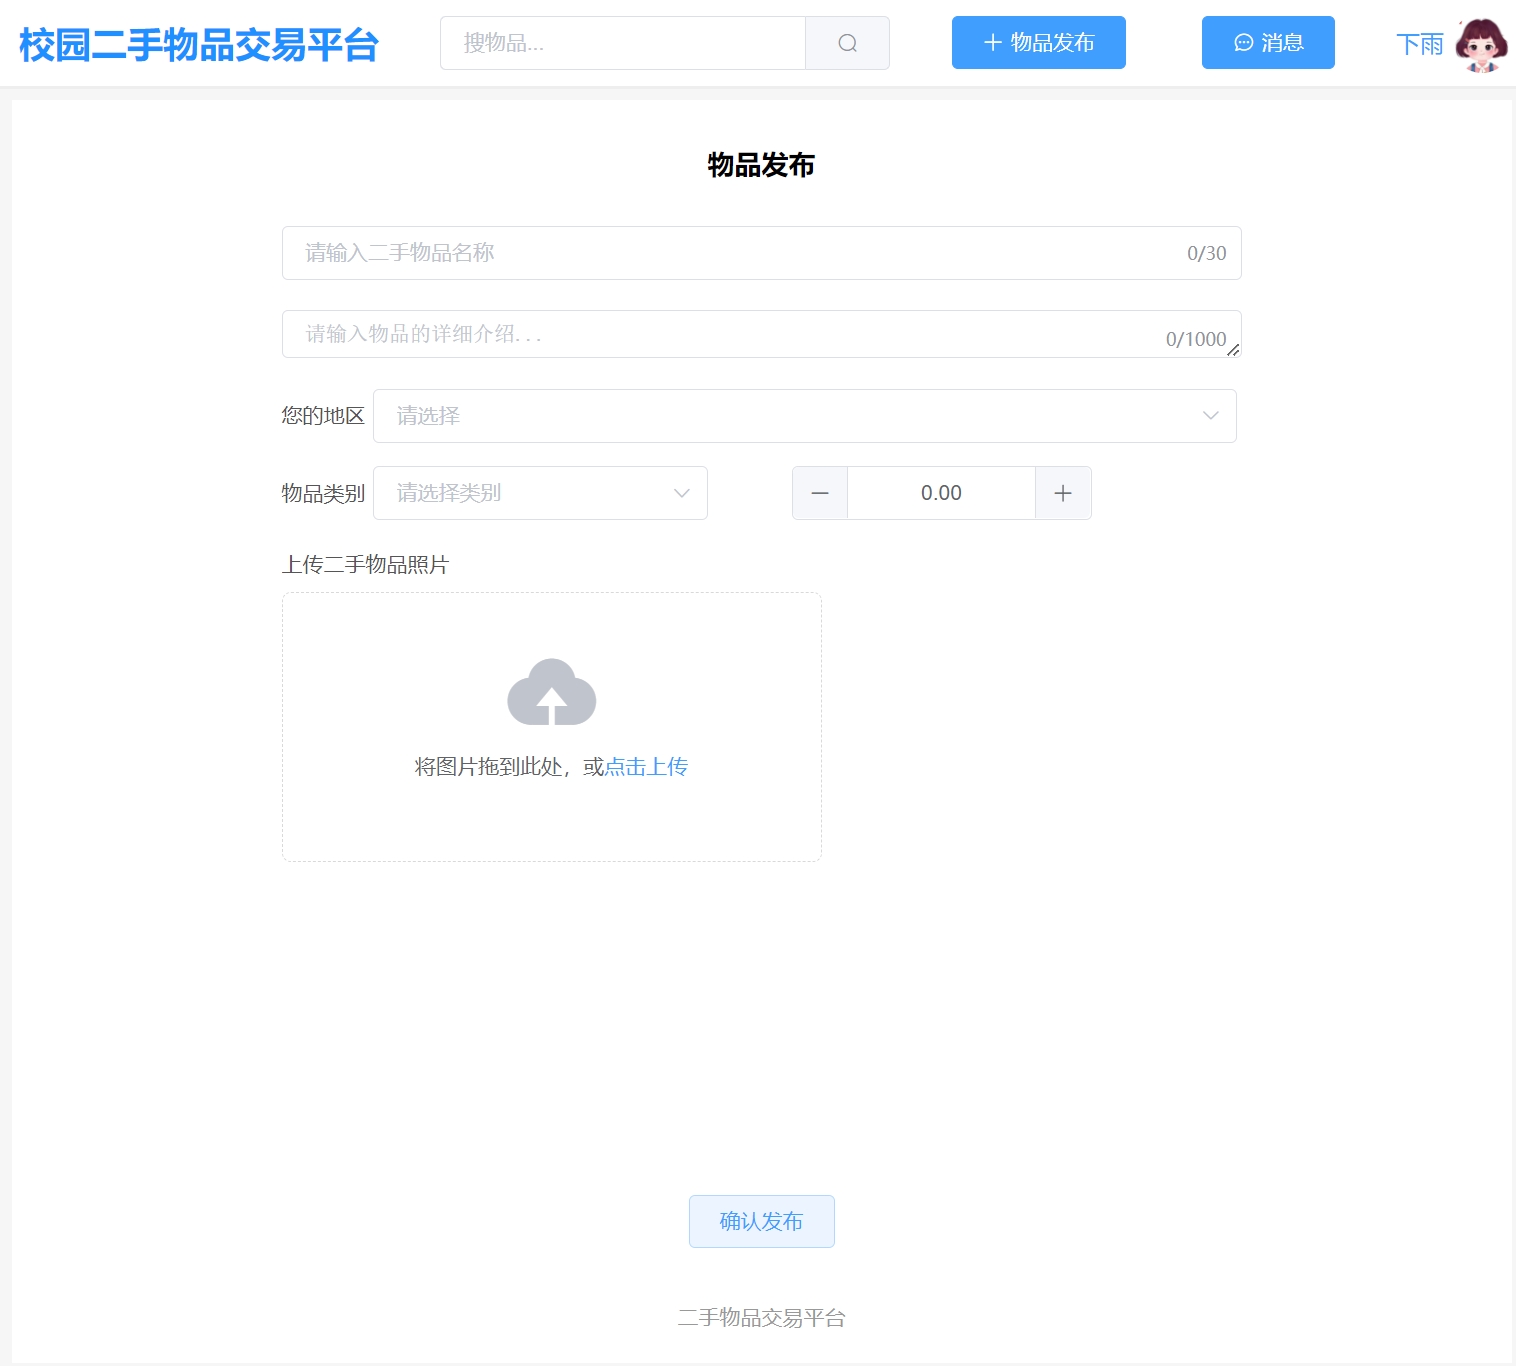 校园二手物品交易平台
搜物品...
物品发布
消息
下雨
物品发布
请输入二手物品名称
0/30
请输入物品的详细介绍...
0/1000
您的地区 请选择
物品类别 请选择类别 0.00
上传二手物品照片
将图片拖到此处，或点击上传
确认发布
二手物品交易平台